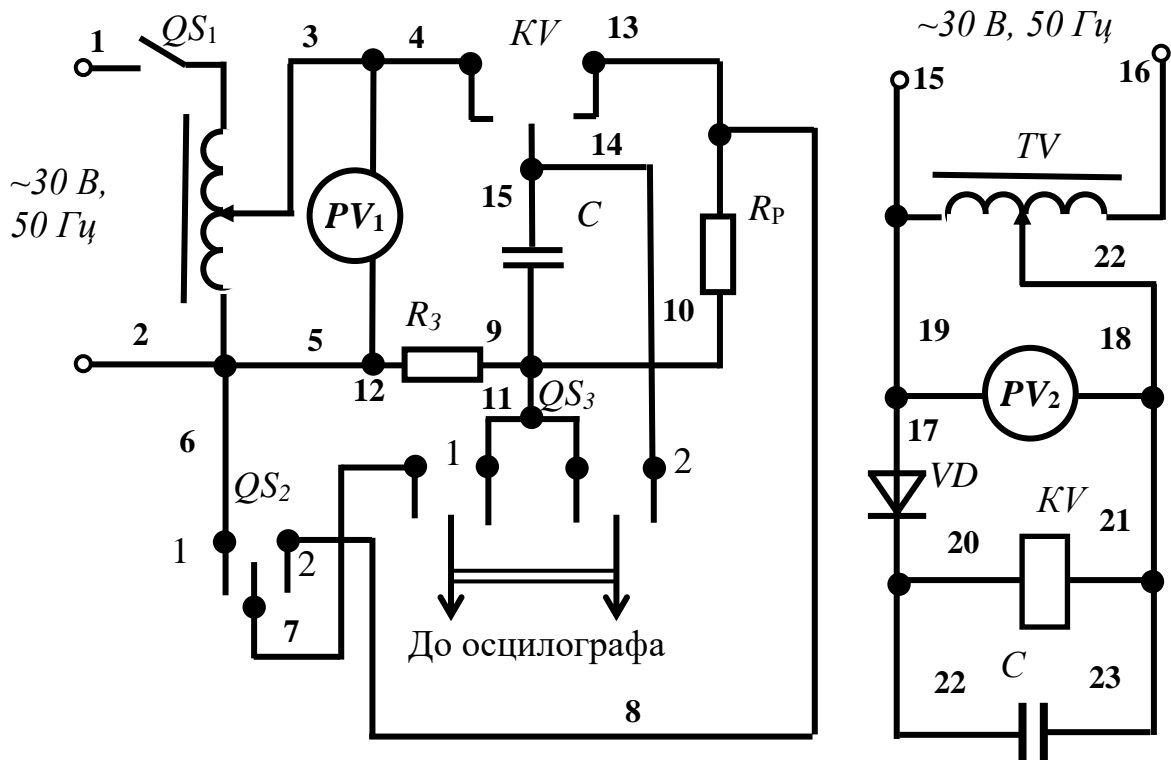 1 QS1 3 4 KV 13
~30 В, 50 Гц
15 16
TV
14
15 C
~30 В,
50 Гц
PV1 RР
22
RЗ 9 10
2 5
19 18
12 11 QS3
PV2
6 1 2
17
QS2 VD KV
1 2 20 21
7
До осцилографа
C
22 23
8